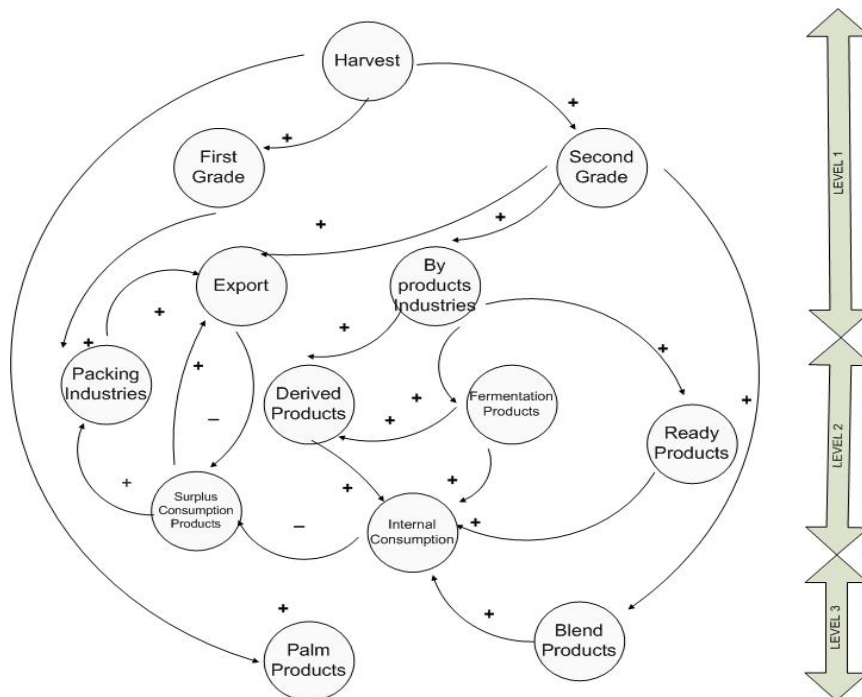 Harvest
+
+
First
Grade
Second
Grade
+
+
Export
By
products
Industries
+
+
+
+
+
Packing
Industries
Derived
Products
Fermentation
Products
+
+
–
Ready
Products
+
+
+
Surplus
Consumption
Products
–
Internal
Consumption
+
+
+
Palm
Products
Blend
Products
LEVEL 1
LEVEL 2
LEVEL 3